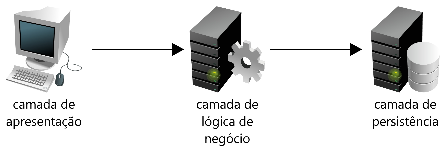 camada de
apresentação
camada de
lógica de
negócio
camada de
persistência